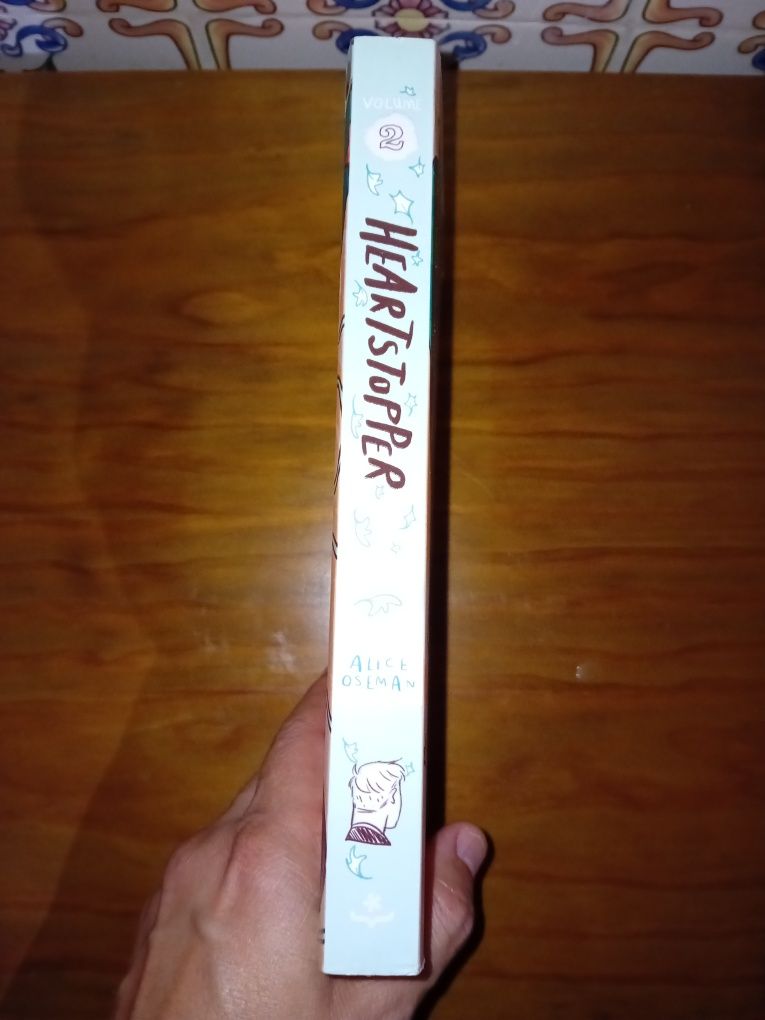 VOLUME
2
HEARTSTOPPER
ALICE
OSEMAN